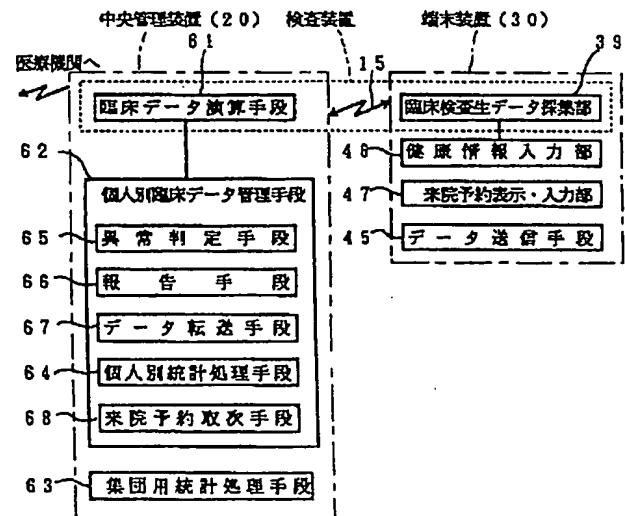 中央管理装置(20) 検査装置 端末装置(30)
61 39
医療機関へ
15
臨床データ演算手段 臨床検査生データ採集部
62
46 健康情報入力部
個人別臨床データ管理手段
47 来院予約表示・入力部
65 異常判定手段
45 データ送信手段
66 報告手段
67 データ転送手段
64 個人別統計処理手段
68 来院予約取次手段
63 集団用統計処理手段